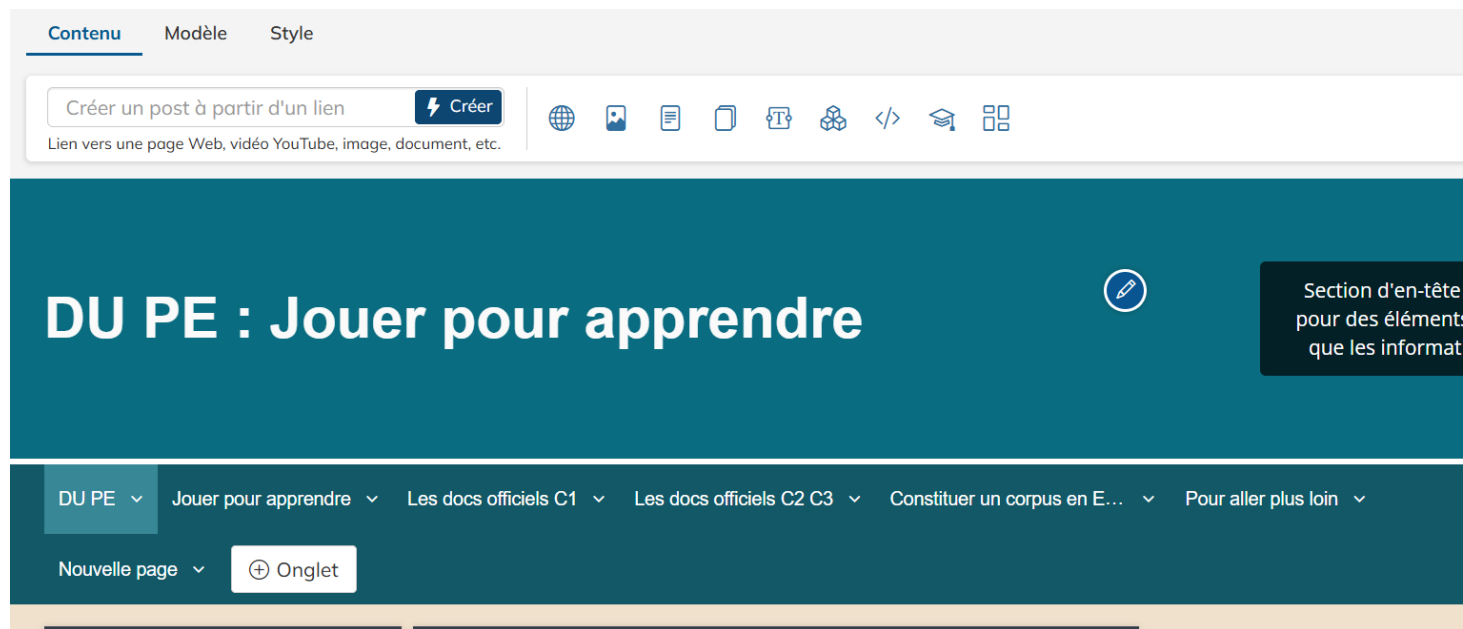 Contenu Modèle Style
Créer un post à partir d'un lien Créer
Lien vers une page Web, vidéo YouTube, image, document, etc.
DU PE : Jouer pour apprendre
Section d'en-tête
pour des éléments
que les informat
DU PE Jouer pour apprendre Les docs officiels C1 Les docs officiels C2 C3 Constituer un corpus en E... Pour aller plus loin
Nouvelle page Onglet